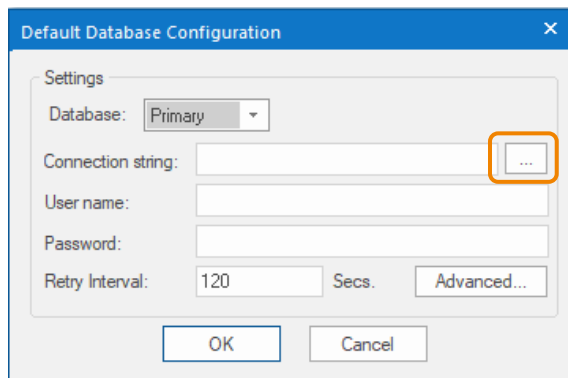 Default Database Configuration ×
Settings
Database: Primary
Connection string: ...
User name:
Password:
Retry Interval: 120 Secs. Advanced...
OK Cancel